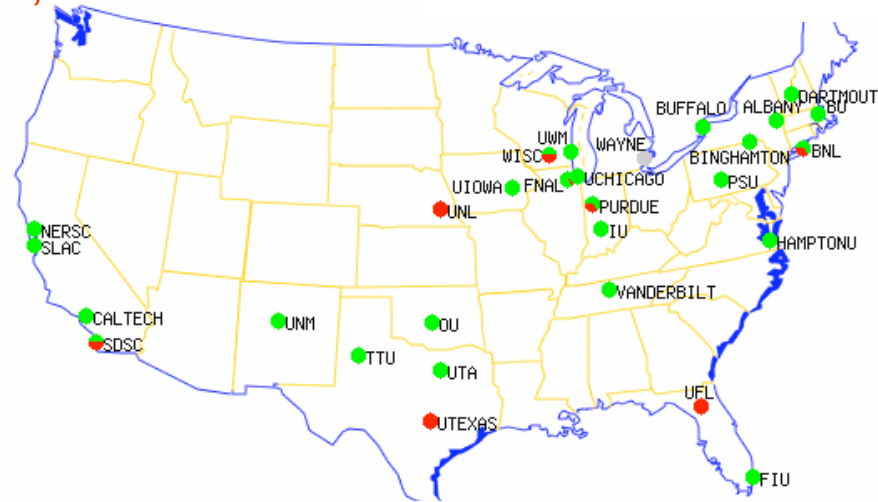 DARTMOUT
BUFFALO
ALBANY
BU
UWM
WAYNE
WISC
BINGHAMTON
BNL
UIOWA
FNAL
UCHICAGO
PSU
UNL
PURDUE
IU
NERSC
SLAC
HAMPTONU
VANDERBILT
CALTECH
UNM
OU
SDSC
TTU
UTA
UFL
UTEXAS
FIU